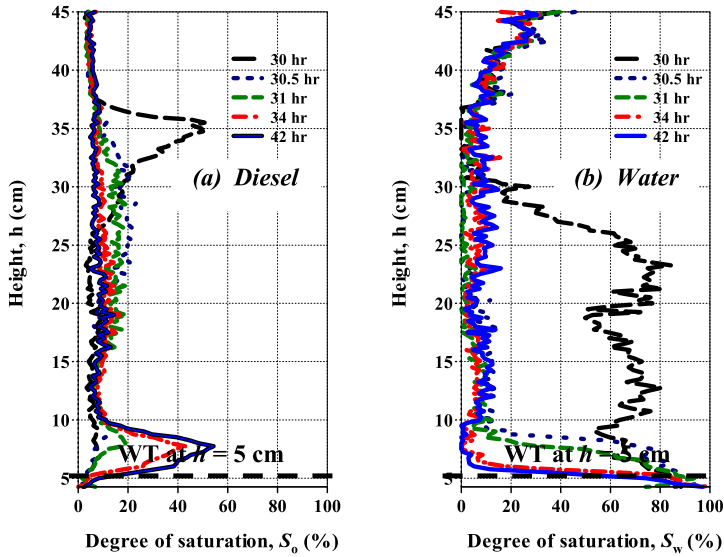 45
40
35
30
25
20
15
10
5
0 20 40 60 80 100
Height, h (cm)
Degree of saturation, So (%)
30 hr
30.5 hr
31 hr
34 hr
42 hr
(a) Diesel
WT at h = 5 cm
45
40
35
30
25
20
15
10
5
0 20 40 60 80 100
Height, h (cm)
Degree of saturation, Sw (%)
30 hr
30.5 hr
31 hr
34 hr
42 hr
(b) Water
WT at h = 5 cm